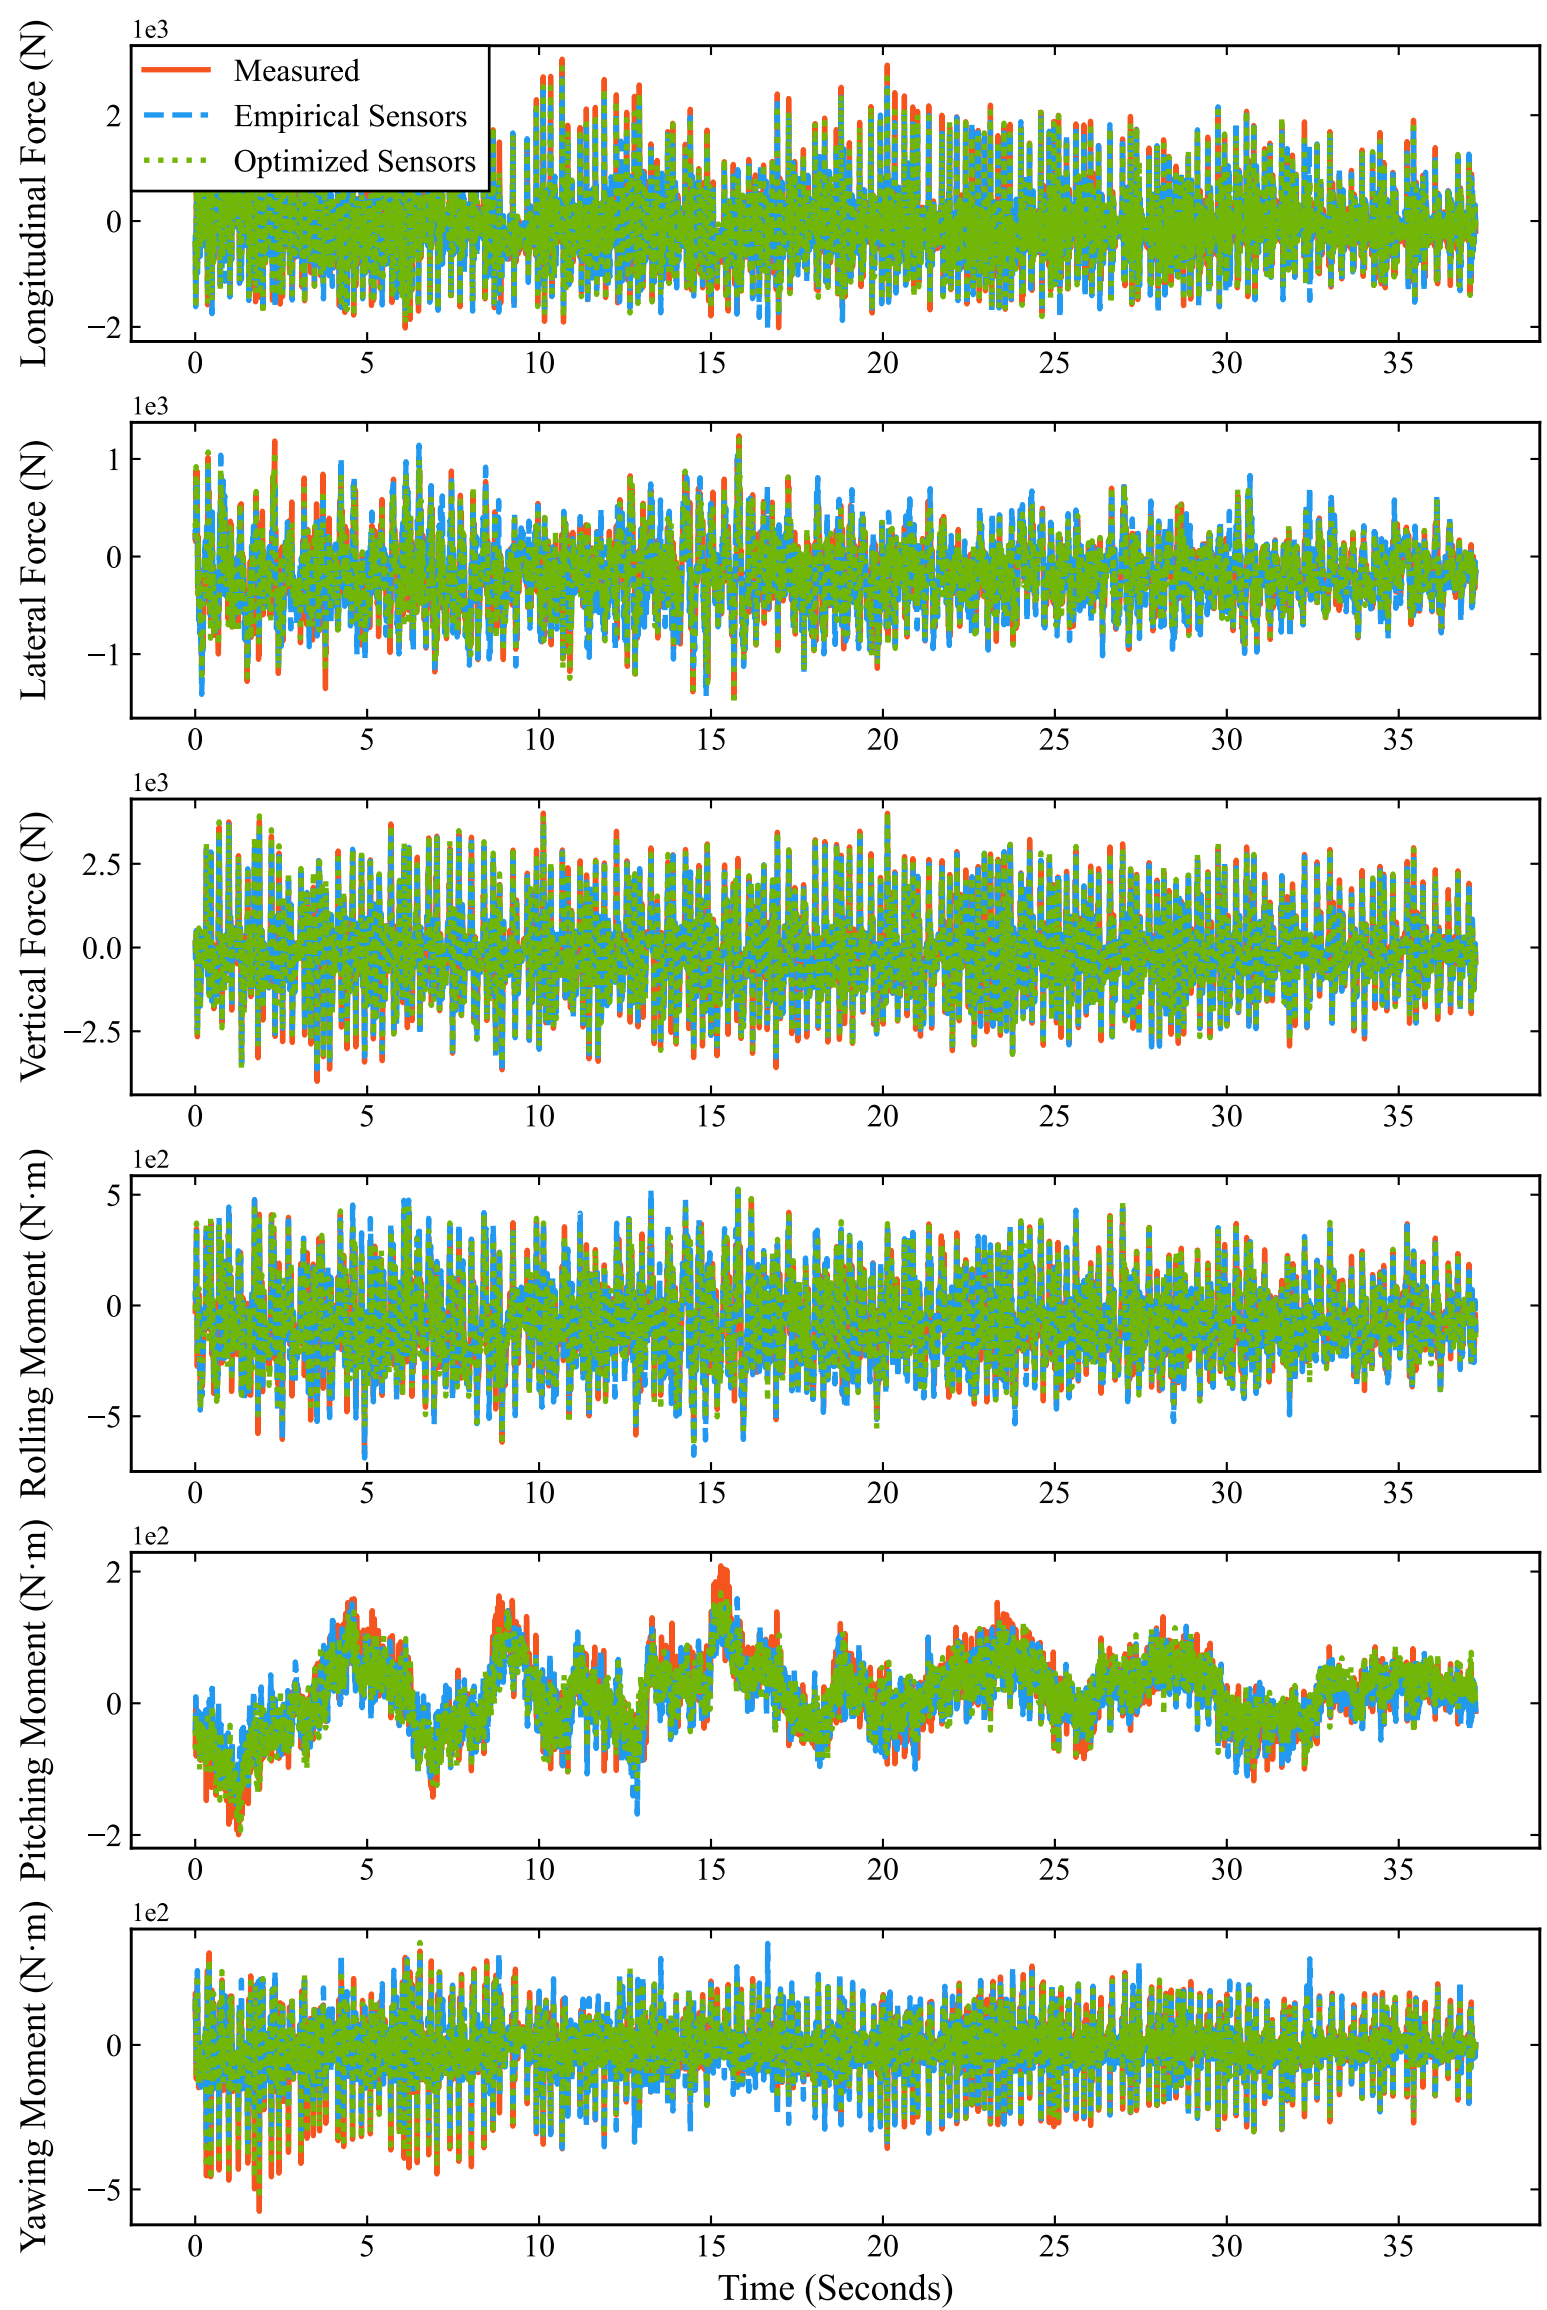 1e3
Longitudinal Force (N)
Measured
Empirical Sensors
Optimized Sensors
2
0
−2
0 5 10 15 20 25 30 35
1e3
Lateral Force (N)
1
0
−1
0 5 10 15 20 25 30 35
1e3
Vertical Force (N)
2.5
0.0
−2.5
0 5 10 15 20 25 30 35
1e2
Rolling Moment (N·m)
5
0
−5
0 5 10 15 20 25 30 35
1e2
Pitching Moment (N·m)
2
0
−2
0 5 10 15 20 25 30 35
1e2
Yawing Moment (N·m)
0
−5
0 5 10 15 20 25 30 35
Time (Seconds)